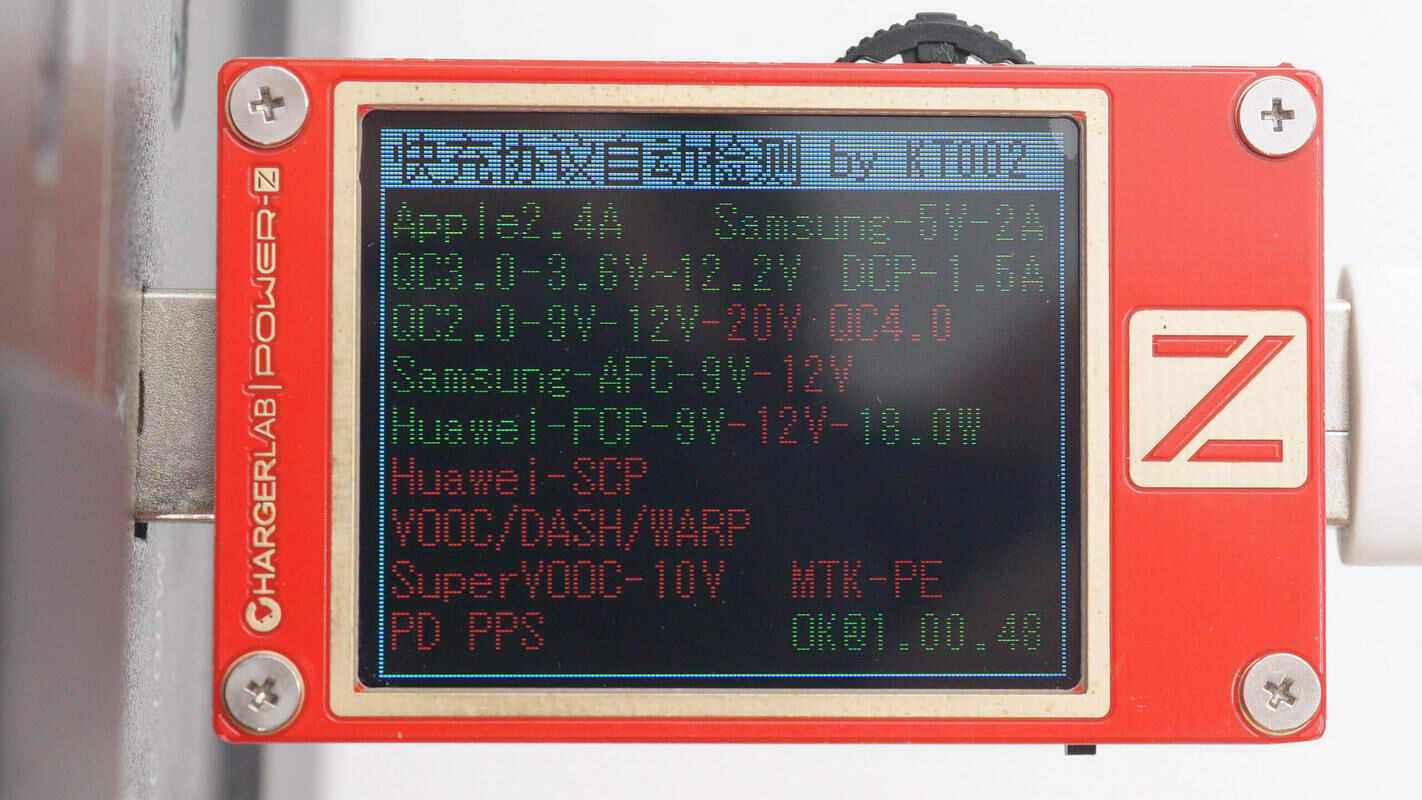 快充协议自动检测 by KT002
Apple2.4A Samsung-5V-2A
QC3.0-3.6V~12.2V DCP-1.5A
QC2.0-9V-12V-20V QC4.0
Samsung-AFC-9V-12V
Huawei-FCP-9V-12V-18.0W
Huawei-SCP
VOOC/DASH/WARP
SuperVOOC-10V MTK-PE
PD PPS OK@1.00.48
CHARGERLAB | POWER-Z
Z